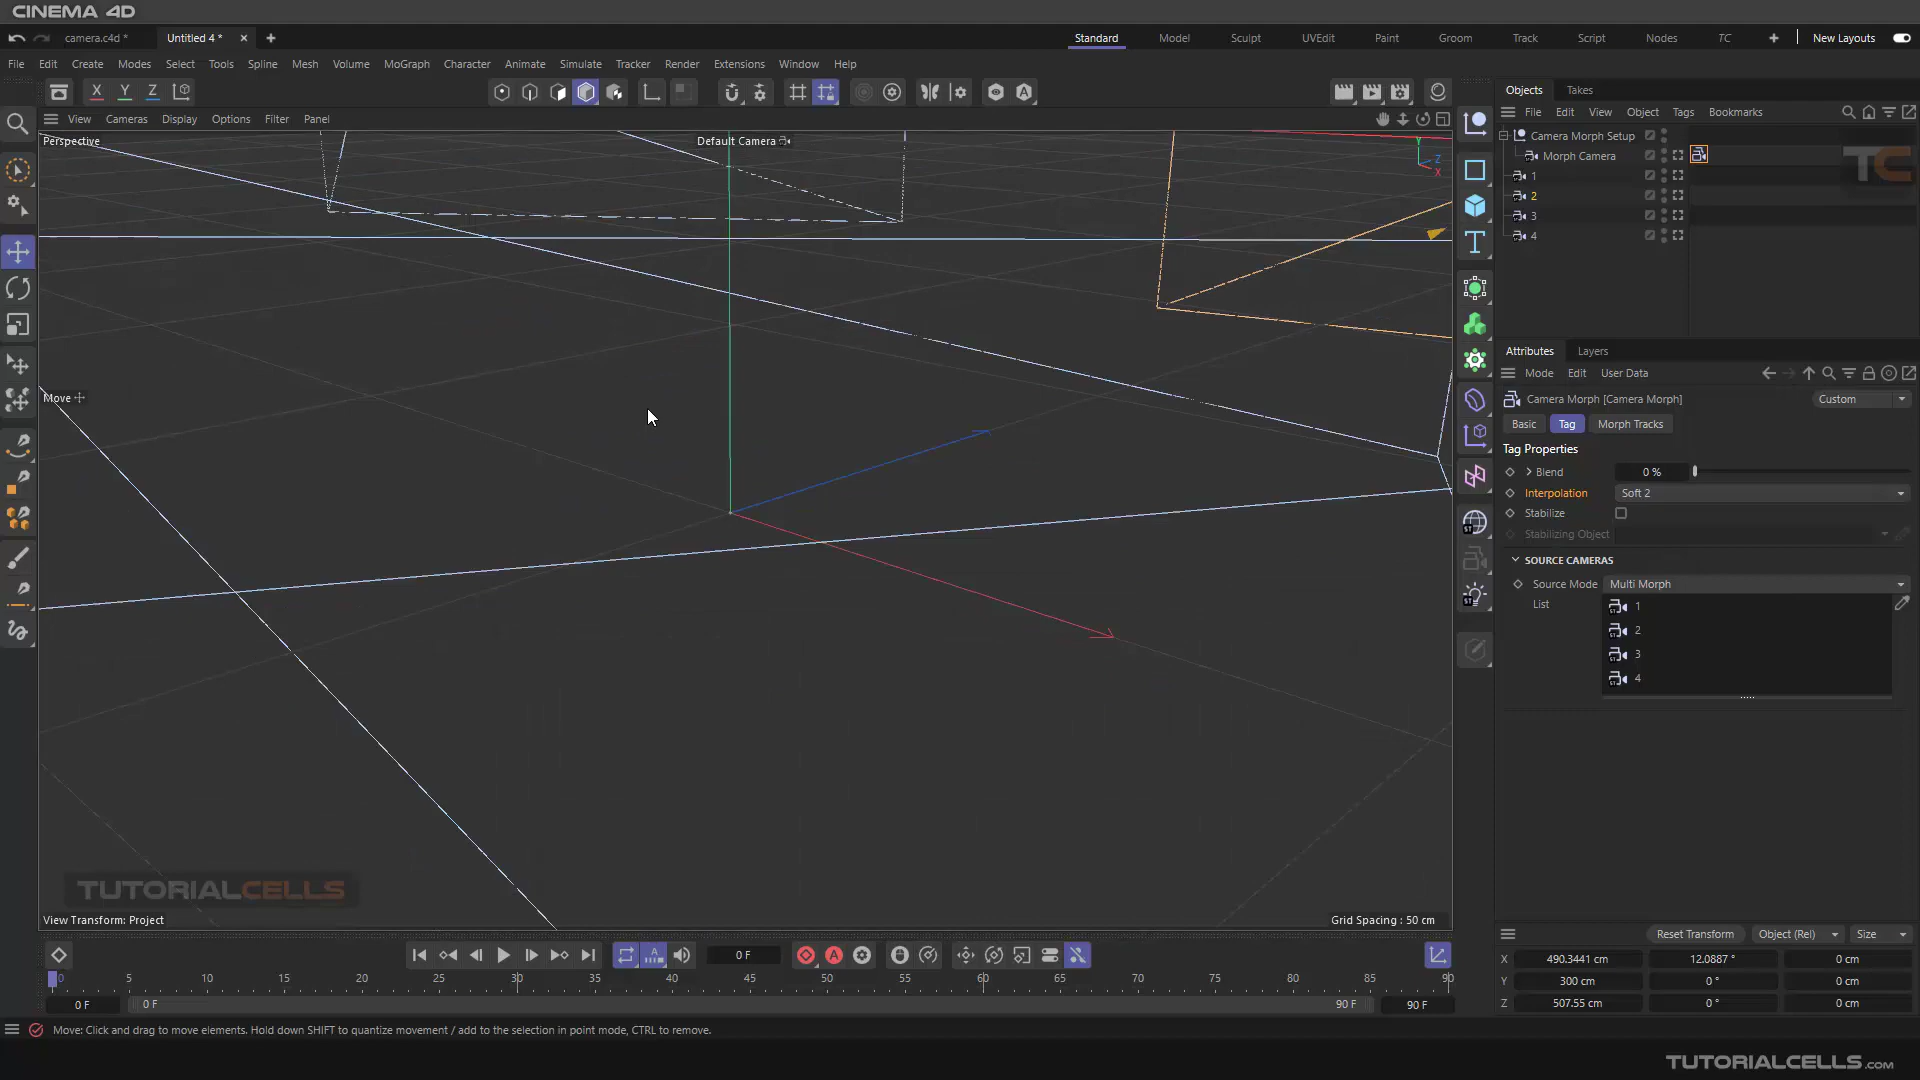 CINEMA 4D
camera.c4d *
Untitled 4 *
Standard
Model
Sculpt
UVEdit
Paint
Groom
Track
Script
Nodes
TC
New Layouts
File Edit Create Modes Select Tools Spline Mesh Volume MoGraph Character Animate Simulate Tracker Render Extensions Window Help
X Y Z
View Cameras Display Options Filter Panel
Perspective
Default Camera
Y
Z
X
Move
TUTORIALCELLS
View Transform: Project
Grid Spacing : 50 cm
Objects Takes
File Edit View Object Tags Bookmarks
Camera Morph Setup
Morph Camera
1
2
3
4
TC
Attributes Layers
Mode Edit User Data
Camera Morph [Camera Morph]
Custom
Basic Tag Morph Tracks
Tag Properties
Blend 0 %
Interpolation Soft 2
Stabilize
Stabilizing Object
SOURCE CAMERAS
Source Mode Multi Morph
List
1
2
3
4
Reset Transform Object (Rel) Size
X 490.3441 cm 12.0887 ° 0 cm
Y 300 cm 0 ° 0 cm
Z 507.55 cm 0 ° 0 cm
0 F
0 5 10 15 20 25 30 35 40 45 50 55 60 65 70 75 80 85 90
0 F 0 F 90 F 90 F
Move: Click and drag to move elements. Hold down SHIFT to quantize movement / add to the selection in point mode, CTRL to remove.
TUTORIALCELLS.com